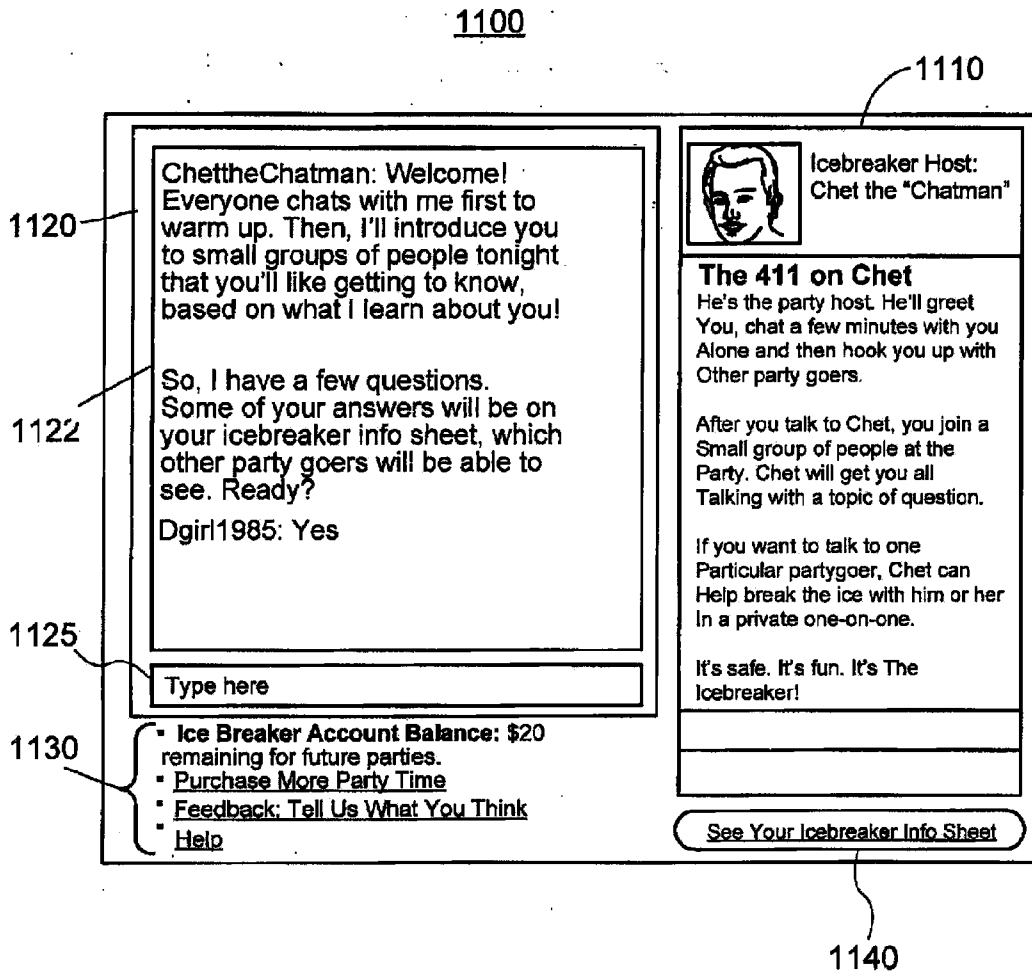 1100
1110
1120
ChettheChatman: Welcome!
Everyone chats with me first to
warm up. Then, I'll introduce you
to small groups of people tonight
that you'll like getting to know,
based on what I learn about you!
1122
So, I have a few questions.
Some of your answers will be on
your icebreaker info sheet, which
other party goers will be able to
see. Ready?
Dgirl1985: Yes
1125
Type here
1130
Ice Breaker Account Balance: $20
remaining for future parties.
Purchase More Party Time
Feedback: Tell Us What You Think
Help
Icebreaker Host:
Chet the "Chatman"
The 411 on Chet
He's the party host. He'll greet
You, chat a few minutes with you
Alone and then hook you up with
Other party goers.
After you talk to Chet, you join a
Small group of people at the
Party. Chet will get you all
Talking with a topic of question.
If you want to talk to one
Particular partygoer, Chet can
Help break the ice with him or her
In a private one-on-one.
It's safe. It's fun. It's The
Icebreaker!
See Your Icebreaker Info Sheet
1140